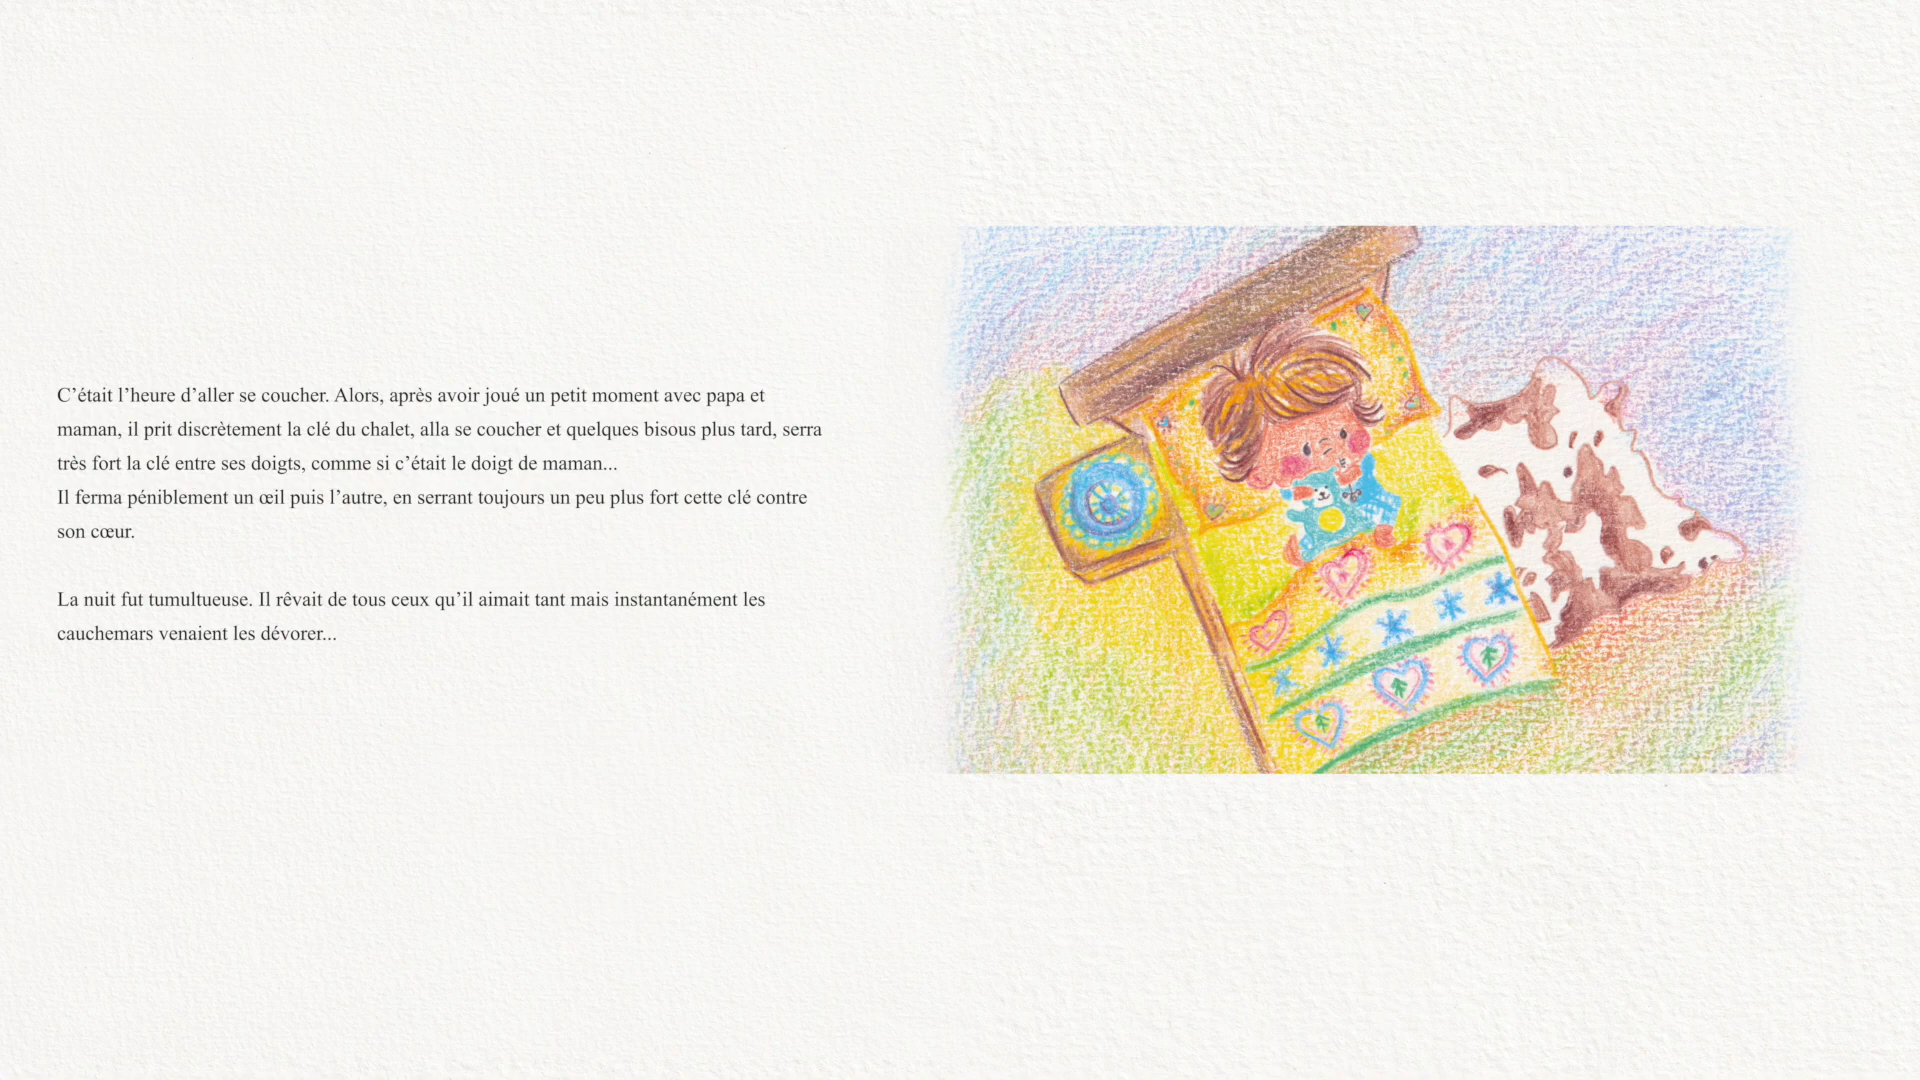 C’était l’heure d’aller se coucher. Alors, après avoir joué un petit moment avec papa et
maman, il prit discrètement la clé du chalet, alla se coucher et quelques bisous plus tard, serra
très fort la clé entre ses doigts, comme si c’était le doigt de maman...
Il ferma péniblement un œil puis l’autre, en serrant toujours un peu plus fort cette clé contre
son cœur.
La nuit fut tumultueuse. Il rêvait de tous ceux qu’il aimait tant mais instantanément les
cauchemars venaient les dévorer...